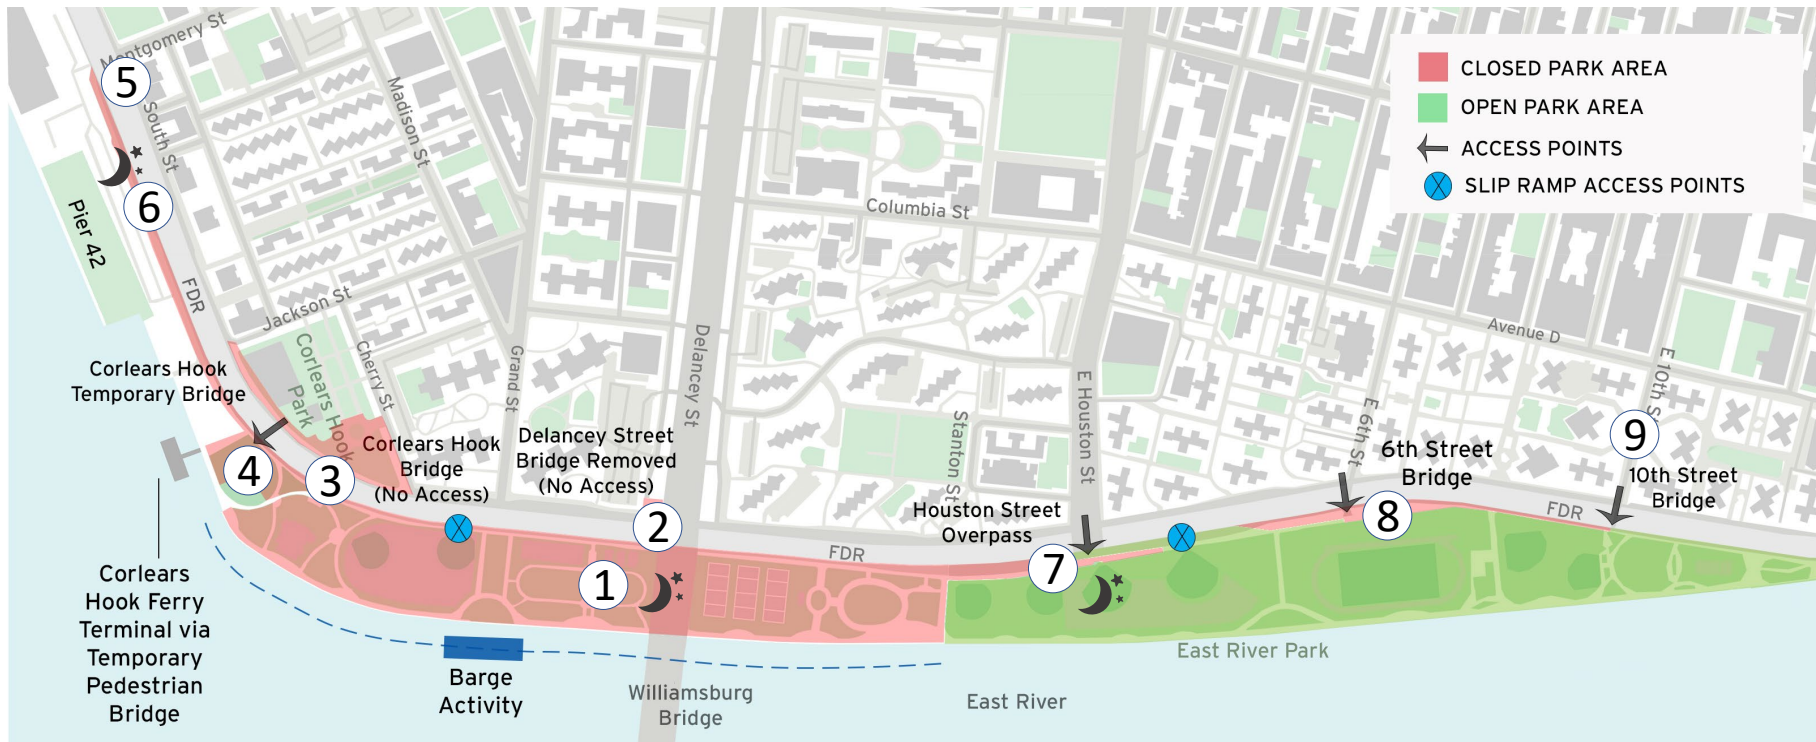 Montgomery St
5
South St
Madison St
6
Pier 42
FDR
Jackson St
Corlears Hook
Park
Corlears Hook
Cherry St
Grand St
Delancey St
Columbia St
Stanton St
E Houston St
E 6th St
Avenue D
E 10th St
CLOSED PARK AREA
OPEN PARK AREA
ACCESS POINTS
SLIP RAMP ACCESS POINTS
Corlears Hook
Temporary Bridge
4
3
Corlears Hook
Bridge
(No Access)
Delancey Street
Bridge Removed
(No Access)
2
1
Houston Street
Overpass
7
6th Street
Bridge
8
9
10th Street
Bridge
FDR
FDR
Corlears
Hook Ferry
Terminal via
Temporary
Pedestrian
Bridge
Barge
Activity
Williamsburg
Bridge
East River
East River Park